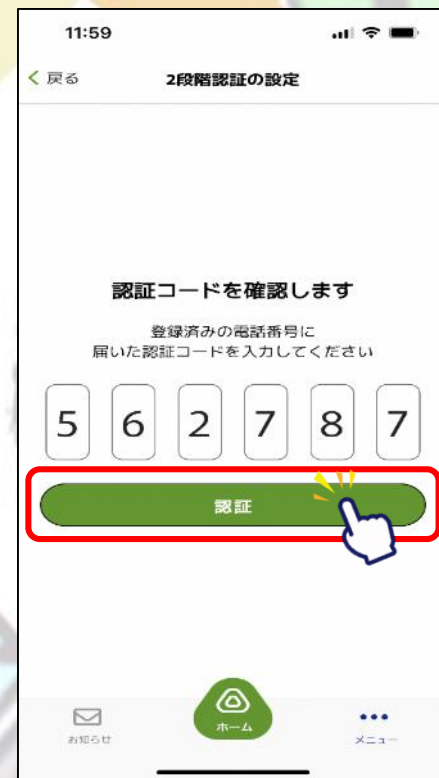 11:59
戻る 2段階認証の設定
認証コードを確認します
登録済みの電話番号に
届いた認証コードを入力してください
5 6 2 7 8 7
認証
お知らせ ホーム メニュー